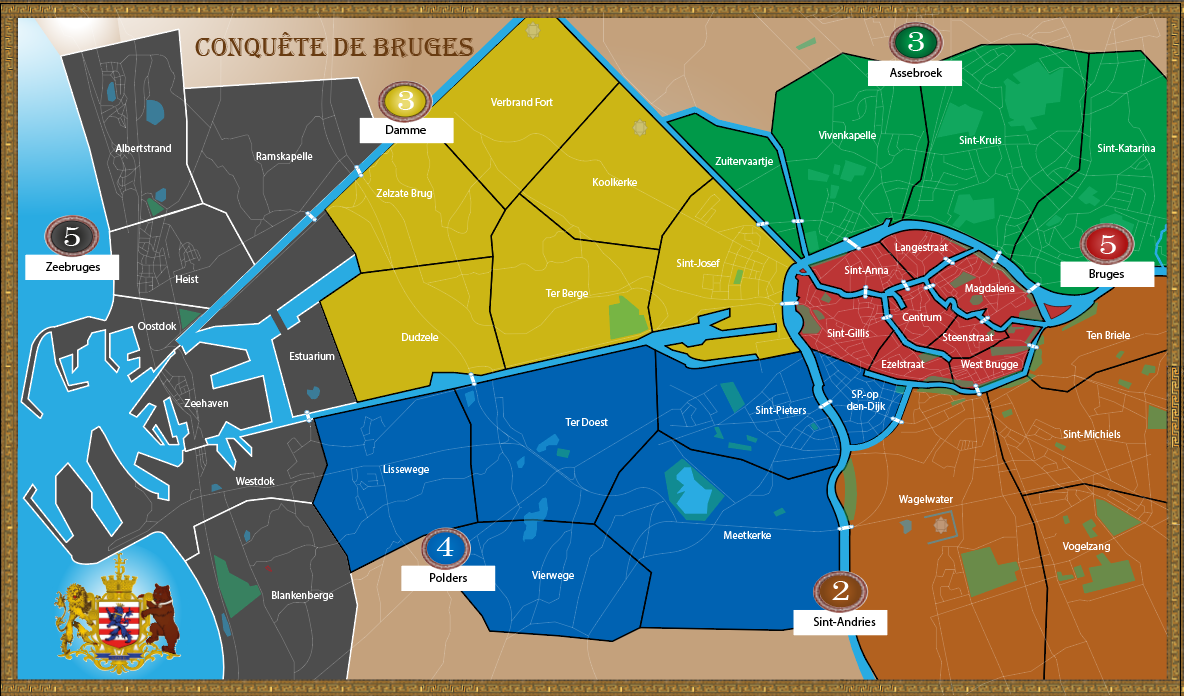 CONQUÊTE DE BRUGES
3
Assebroek
3
Damme
Verbrand Fort
Albertstrand
Ramskapelle
Vivenkapelle
Sint-Kruis
Sint-Katarina
Zuitervaartje
Zelzate Brug
Koolkerke
5
Zeebruges
5
Bruges
Langestraat
Sint-Anna
Sint-Josef
Heist
Ter Berge
Magdalena
Oostdok
Centrum
Sint-Gillis
Steenstraat
Ten Briele
Dudzele
Estuarium
Ezelstraat
West Brugge
Zeehaven
SP.-op
den-Dijk
Sint-Pieters
Ter Doest
Sint-Michiels
Lissewege
Westdok
Wagelwater
Meetkerke
Vogelzang
4
Polders
Vierwege
Blankenberge
2
Sint-Andries